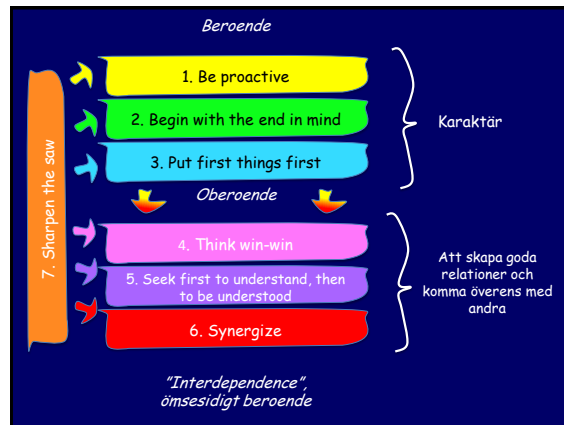 Beroende
1. Be proactive
2. Begin with the end in mind
3. Put first things first
Karaktär
Oberoende
4. Think win-win
5. Seek first to understand, then
to be understood
6. Synergize
Att skapa goda
relationer och
komma överens med
andra
7. Sharpen the saw
”Interdependence”,
ömsesidigt beroende